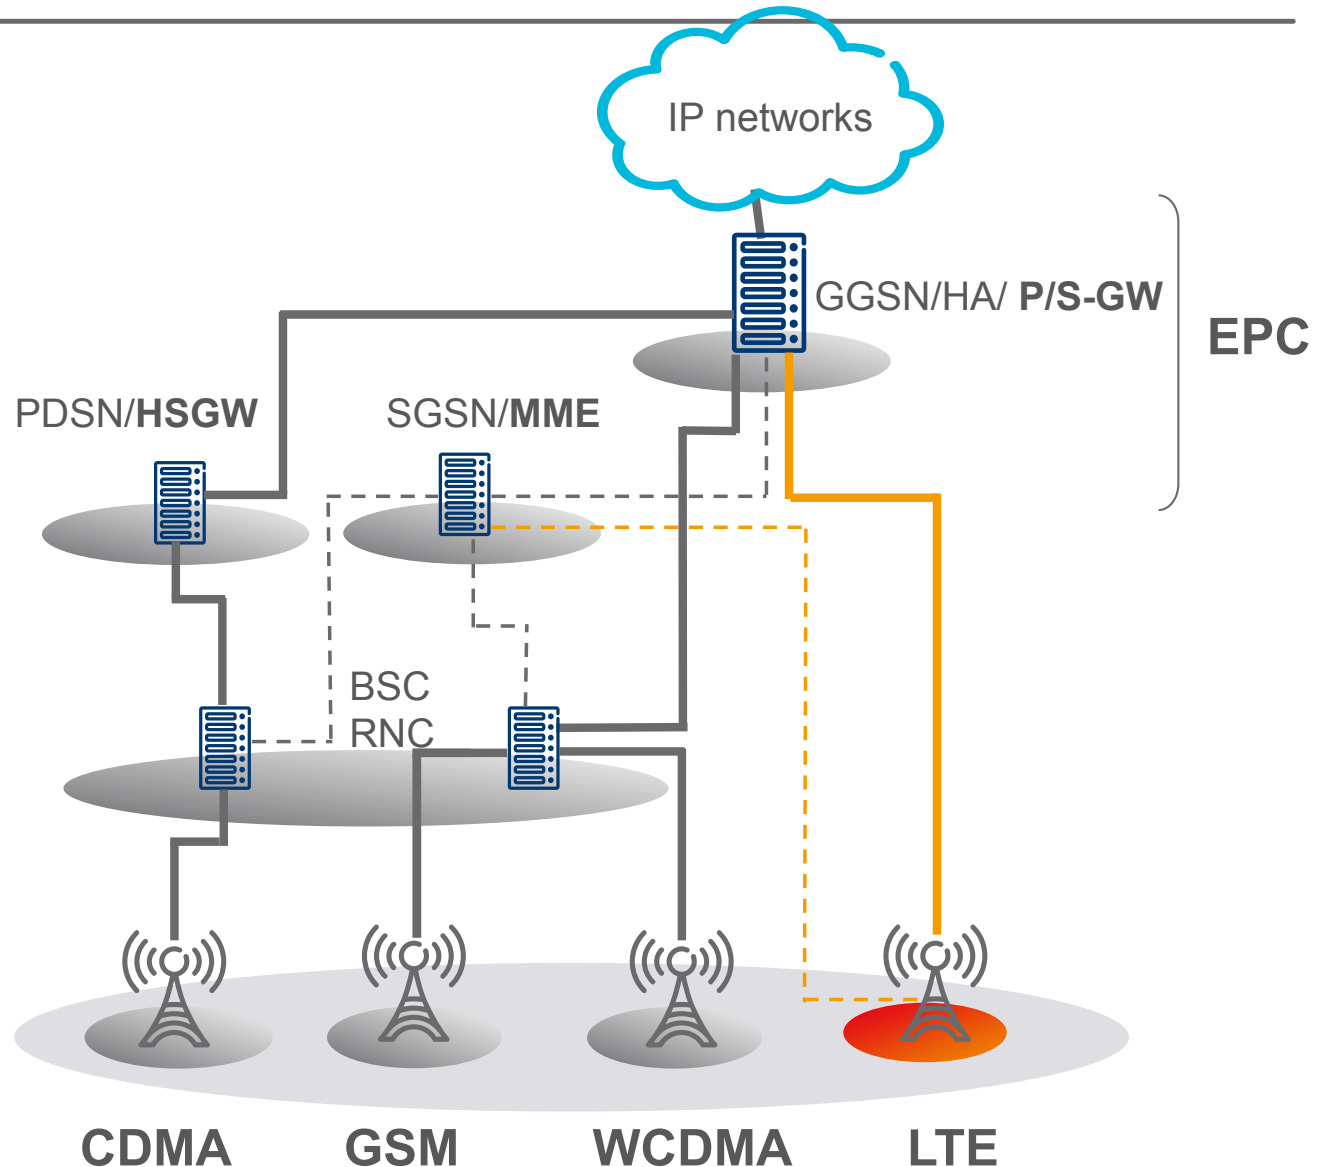 IP networks
GGSN/HA/ P/S-GW
EPC
PDSN/HSGW
SGSN/MME
BSC
RNC
CDMA
GSM
WCDMA
LTE